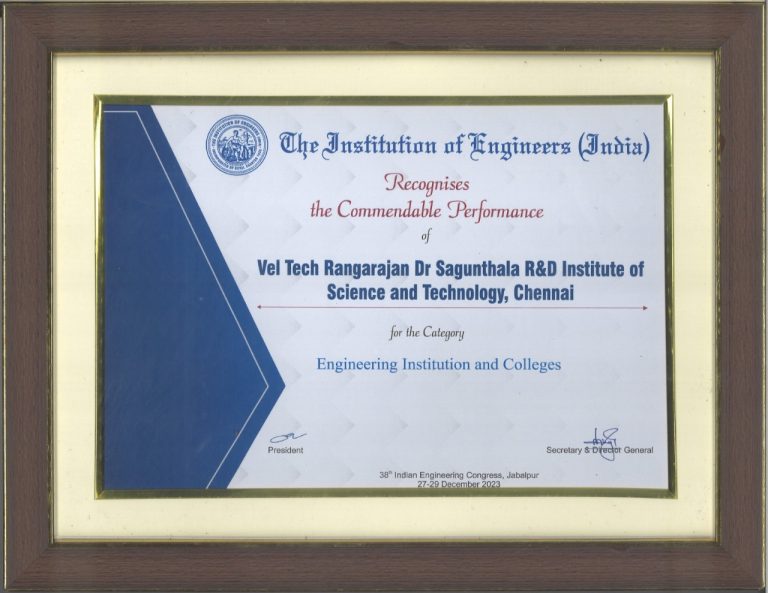 The Institution of Engineers (India)
Recognises
the Commendable Performance
of
Vel Tech Rangarajan Dr Sagunthala R&D Institute of
Science and Technology, Chennai
for the Category
Engineering Institution and Colleges
President
Secretary & Director General
38th Indian Engineering Congress, Jabalpur
27-29 December 2023